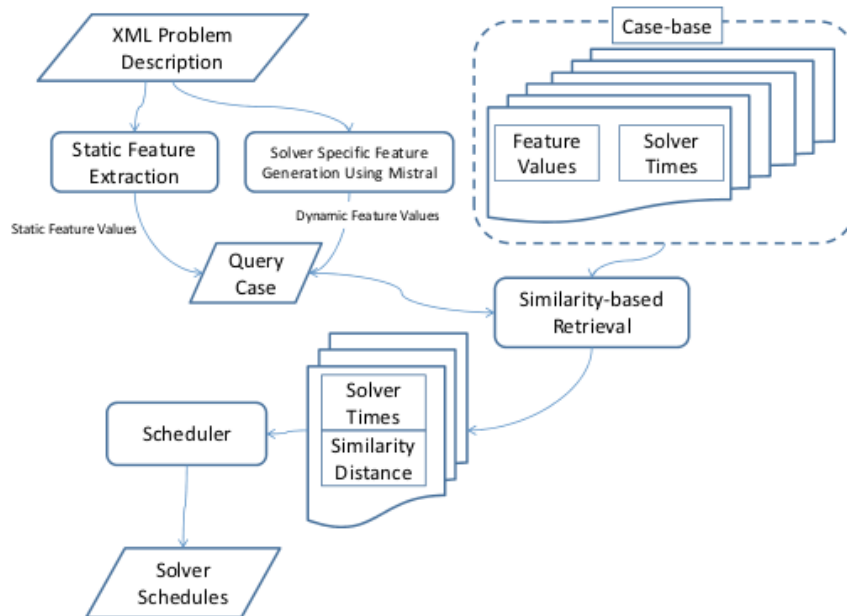 XML Problem
Description
Case-base
Feature
Values
Solver
Times
Static Feature
Extraction
Solver Specific Feature
Generation Using Mistral
Static Feature Values
Dynamic Feature Values
Query
Case
Similarity-based
Retrieval
Solver
Times
Similarity
Distance
Scheduler
Solver
Schedules